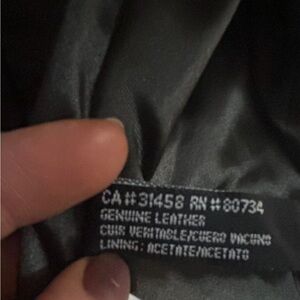 CA # 31458 RN # 80734
GENUINE LEATHER
CUIR VERITABLE/CUERO VACUNO
LINING: ACETATE/ACETATO